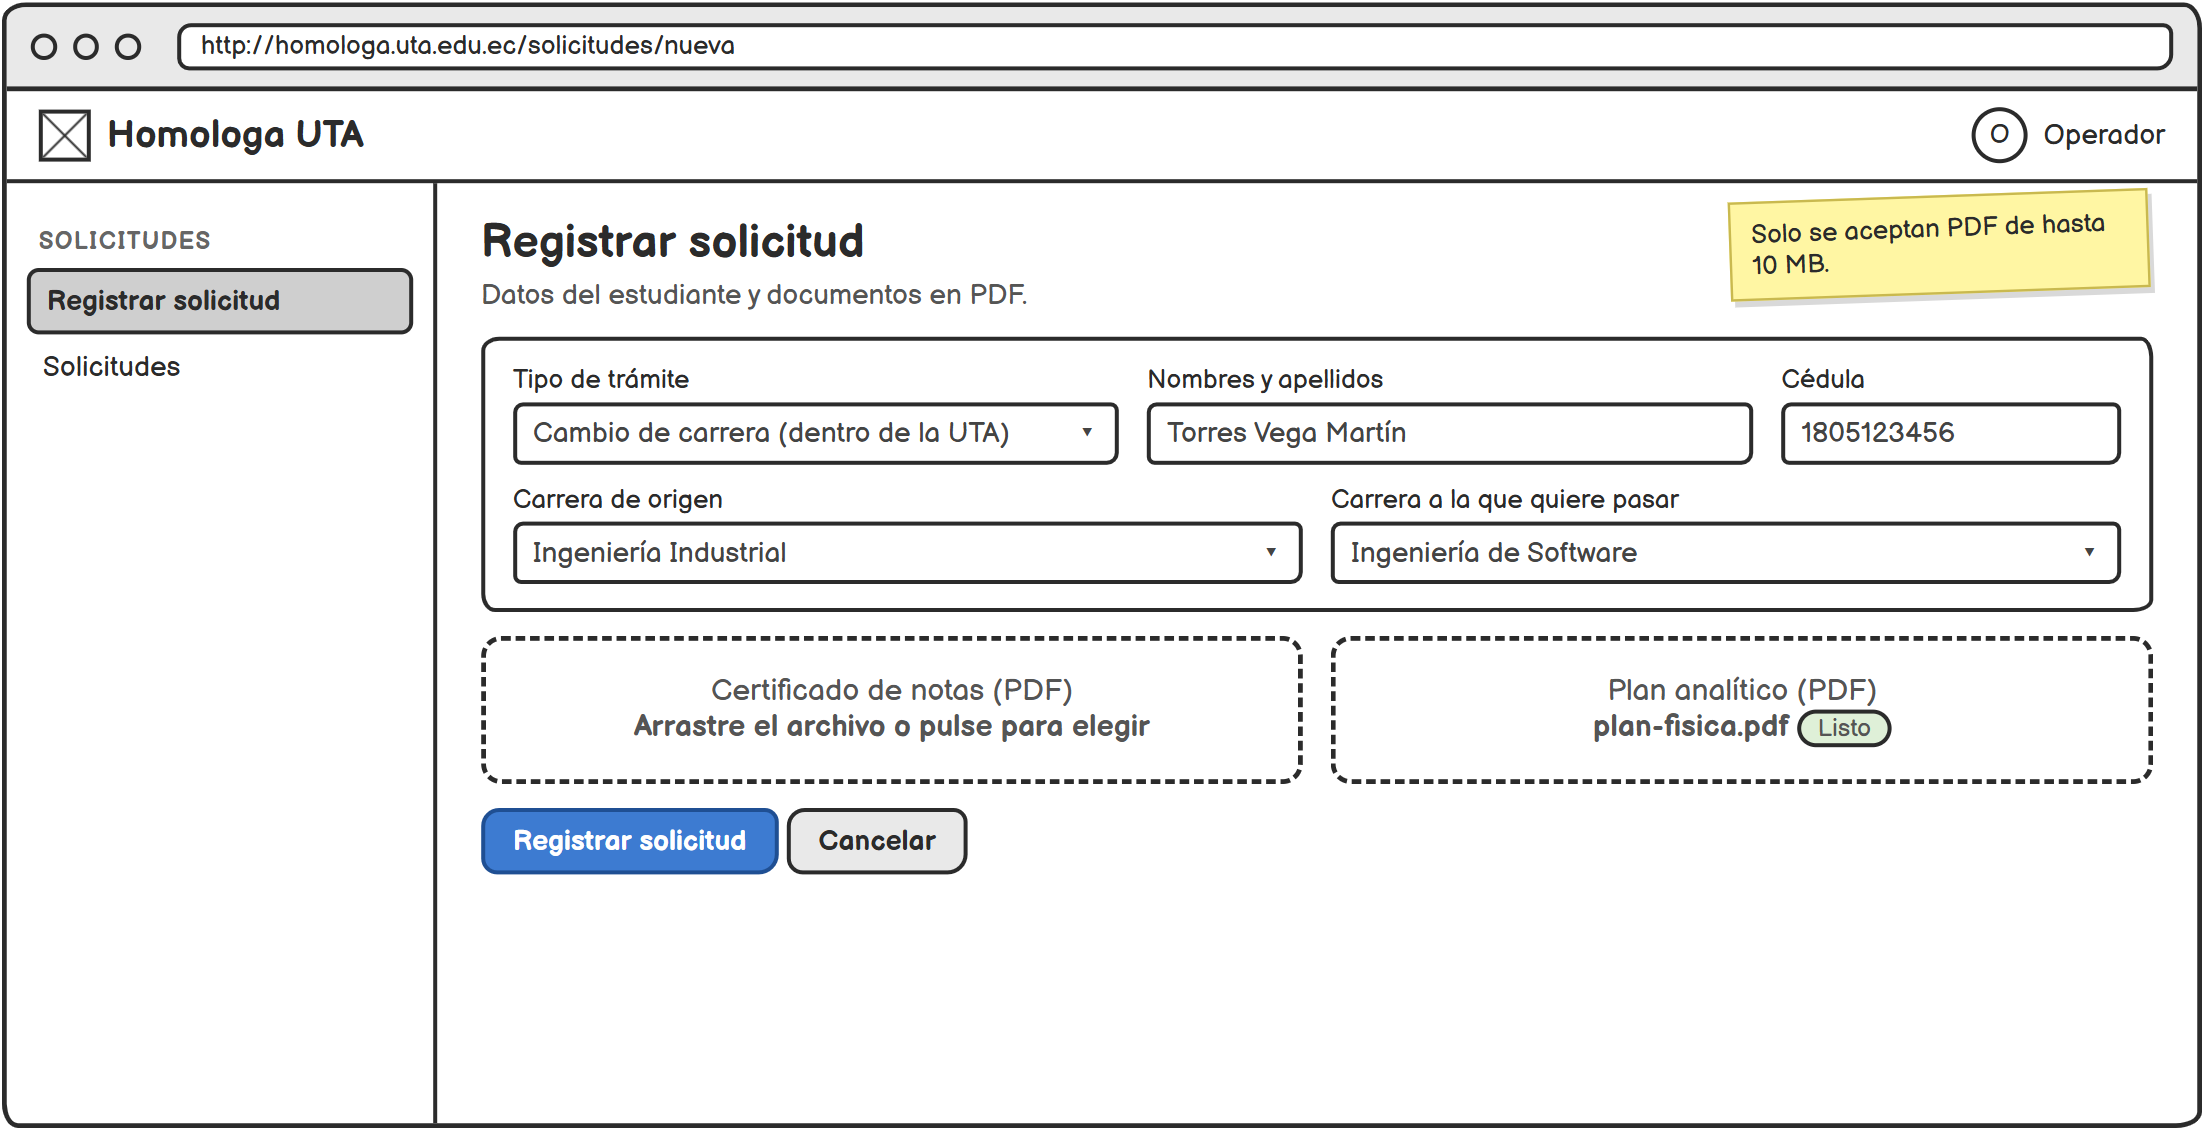 http://homologa.uta.edu.ec/solicitudes/nueva
Homologa UTA
O Operador
SOLICITUDES
Registrar solicitud
Solicitudes
Registrar solicitud
Datos del estudiante y documentos en PDF.
Solo se aceptan PDF de hasta
10 MB.
Tipo de trámite
Cambio de carrera (dentro de la UTA)
Nombres y apellidos
Torres Vega Martín
Cédula
1805123456
Carrera de origen
Ingeniería Industrial
Carrera a la que quiere pasar
Ingeniería de Software
Certificado de notas (PDF)
Arrastre el archivo o pulse para elegir
Plan analítico (PDF)
plan-fisica.pdf Listo
Registrar solicitud
Cancelar